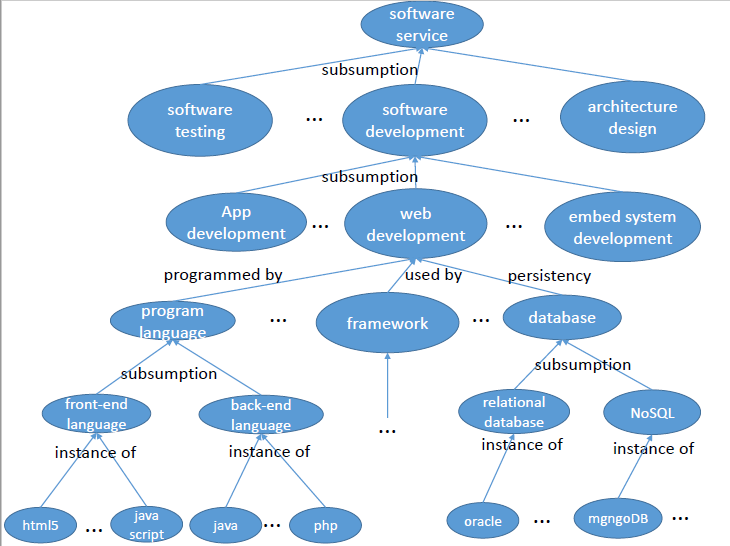 software
service
subsumption
software
testing
...
software
development
...
architecture
design
subsumption
App
development
...
web
development
...
embed system
development
programmed by
used by
persistency
program
language
...
framework
...
database
subsumption
subsumption
front-end
language
back-end
language
...
relational
database
NoSQL
instance of
instance of
instance of
instance of
html5
...
java
script
java
...
php
oracle
...
mgngoDB
...